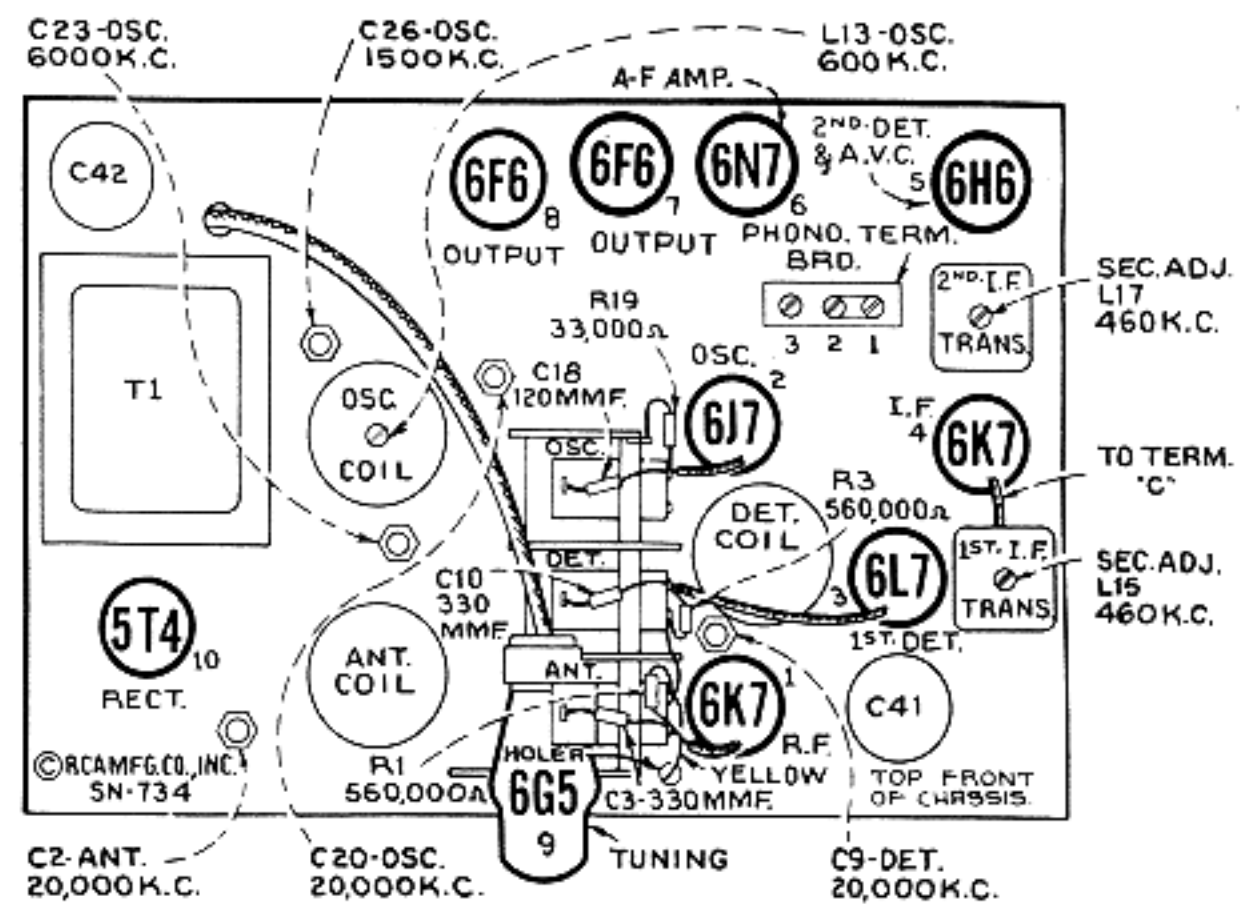 C23-OSC.
6000K.C.
C26-OSC.
1500K.C.
L13-OSC.
600K.C.
A-F AMP.
C42
6F6
8
OUTPUT
6F6
7
OUTPUT
6N7
6
2ND. DET.
& A.V.C.
5
6H6
PHONO. TERM.
BRD.
3 2 1
2ND. I.F.
TRANS.
SEC. ADJ.
L17
460K.C.
T1
OSC.
COIL
R19
33,000Ω
C18
120MMF.
OSC.
2
6J7
OSC.
I.F.
4
6K7
TO TERM.
"C"
DET.
COIL
R3
560,000Ω
DET.
C10
330
MMF.
3
6L7
1ST. DET.
1ST. I.F.
TRANS.
SEC. ADJ.
L15
460K.C.
5T4
10
RECT.
ANT.
COIL
ANT.
6K7
1
R.F.
C41
©RCA MFG. CO., INC.
SN-734
R1
560,000Ω
HOLER
6G5
9
YELLOW
C3-330MMF.
TOP FRONT
OF CHASSIS.
TUNING
C2-ANT.
20,000K.C.
C20-OSC.
20,000K.C.
C9-DET.
20,000K.C.